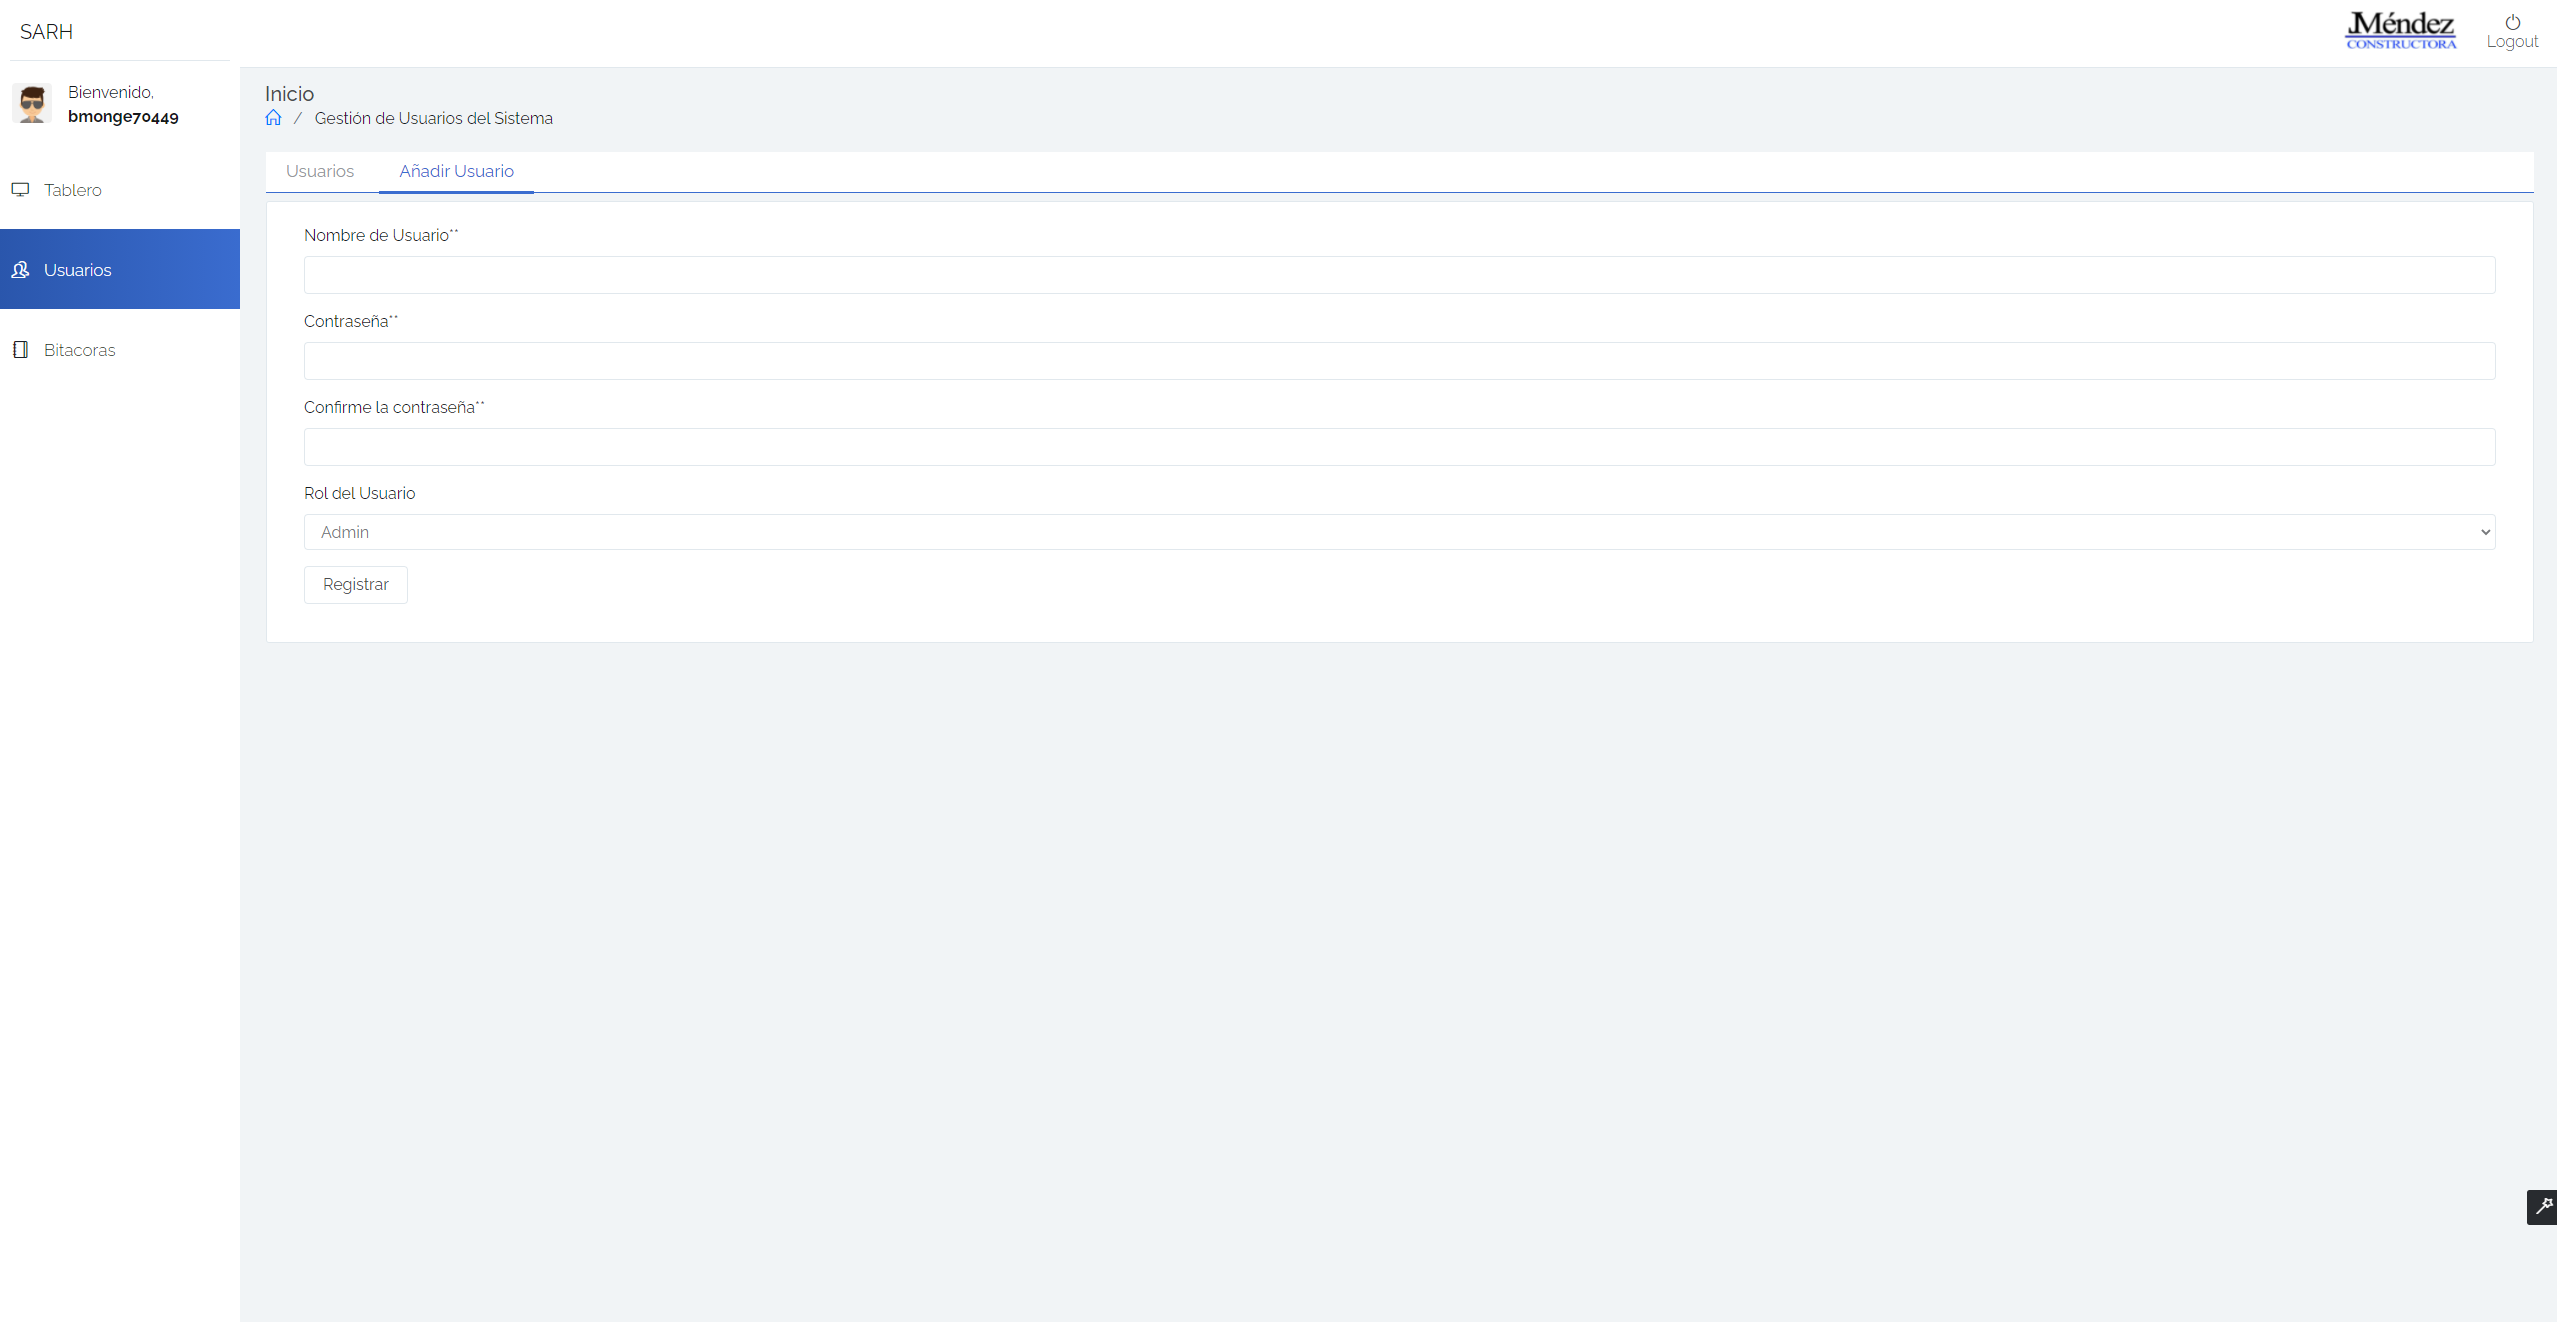 SARH
JMéndez
CONSTRUCTORA
Logout
Bienvenido,
bmonge70449
Tablero
Usuarios
Bitacoras
Inicio
/ Gestión de Usuarios del Sistema
Usuarios Añadir Usuario
Nombre de Usuario**
Contraseña**
Confirme la contraseña**
Rol del Usuario
Admin
Registrar